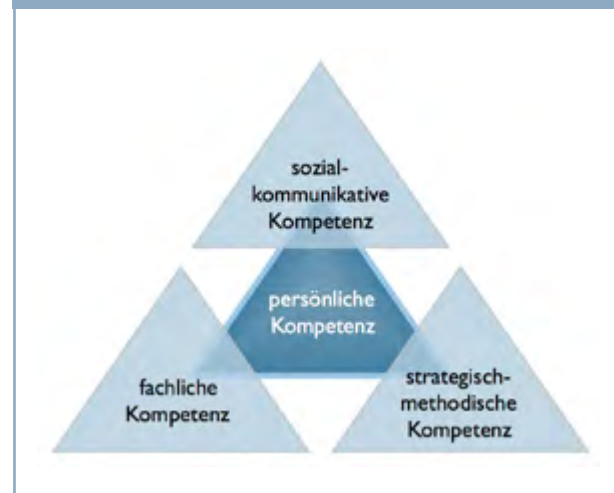 sozial-
kommunikative
Kompetenz
persönliche
Kompetenz
fachliche
Kompetenz
strategisch-
methodische
Kompetenz